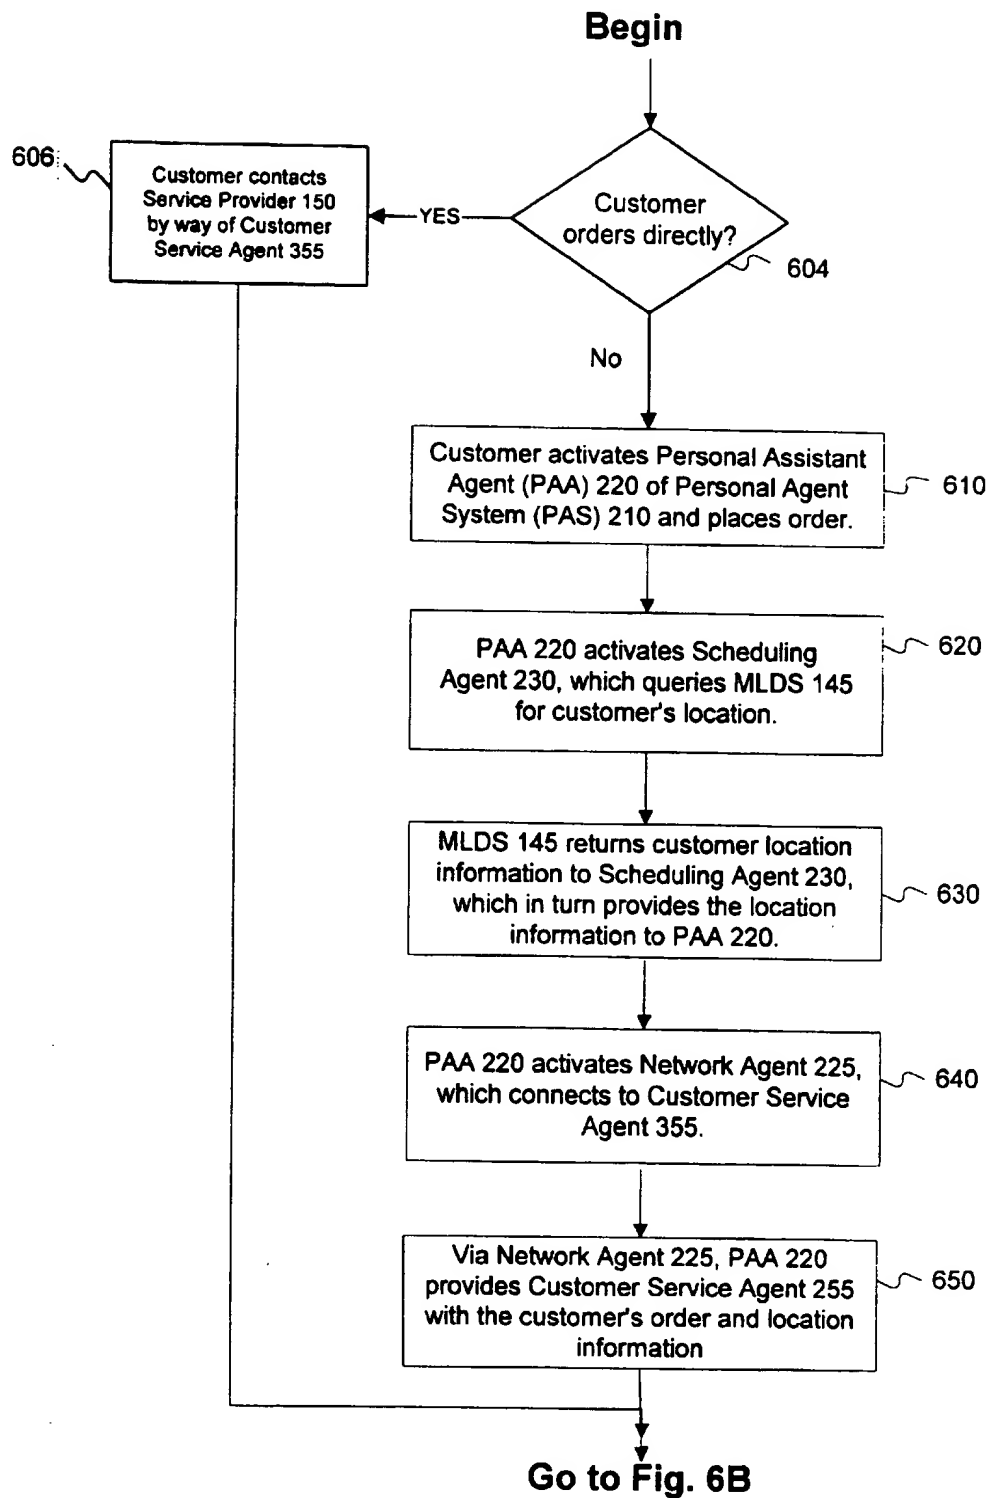 Begin
606
Customer contacts
Service Provider 150
by way of Customer
Service Agent 355
YES
Customer
orders directly?
604
No
Customer activates Personal Assistant
Agent (PAA) 220 of Personal Agent
System (PAS) 210 and places order.
610
PAA 220 activates Scheduling
Agent 230, which queries MLDS 145
for customer's location.
620
MLDS 145 returns customer location
information to Scheduling Agent 230,
which in turn provides the location
information to PAA 220.
630
PAA 220 activates Network Agent 225,
which connects to Customer Service
Agent 355.
640
Via Network Agent 225, PAA 220
provides Customer Service Agent 255
with the customer's order and location
information
650
Go to Fig. 6B